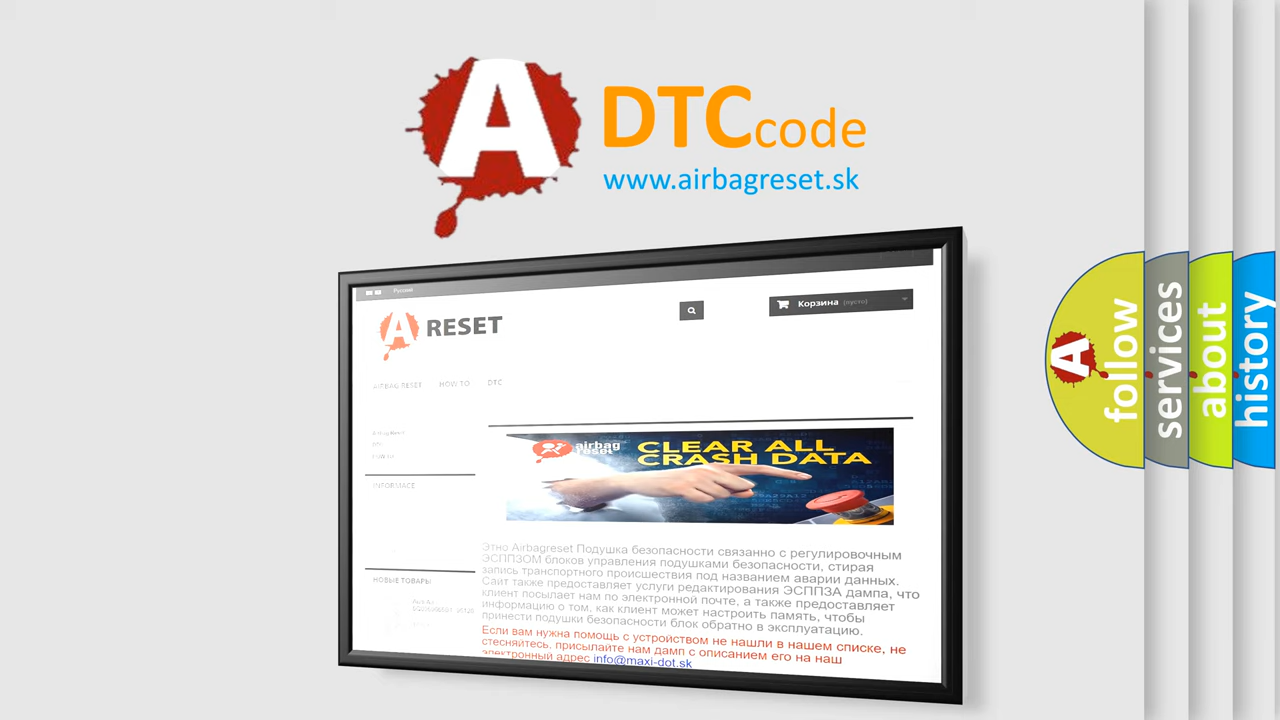 A
DTCcode
www.airbagreset.sk
Русский
A RESET
Корзина (пусто)
AIRBAG RESET HOW TO DTC
INFORMACE
airbag
reset
CLEAR ALL
CRASH DATA
Этно Airbagreset Подушка безопасности связанно с регулировочным
ЭСППЗОМ блоков управления подушками безопасности, стирая
запись транспортного происшествия под названием аварии данных.
Сайт также предоставляет услуги редактирования ЭСППЗА дампа, что
клиент посылает нам по электронной почте, а также предоставляет
информацию о том, как клиент может настроить память, чтобы
принести подушки безопасности блок обратно в эксплуатацию.
Если вам нужна помощь с устройством не нашли в нашем списке, не
стесняйтесь, присылайте нам дамп с описанием его на наш
электронный адрес info@maxi-dot.sk
НОВЫЕ ТОВАРЫ
A
follow
services
about
history